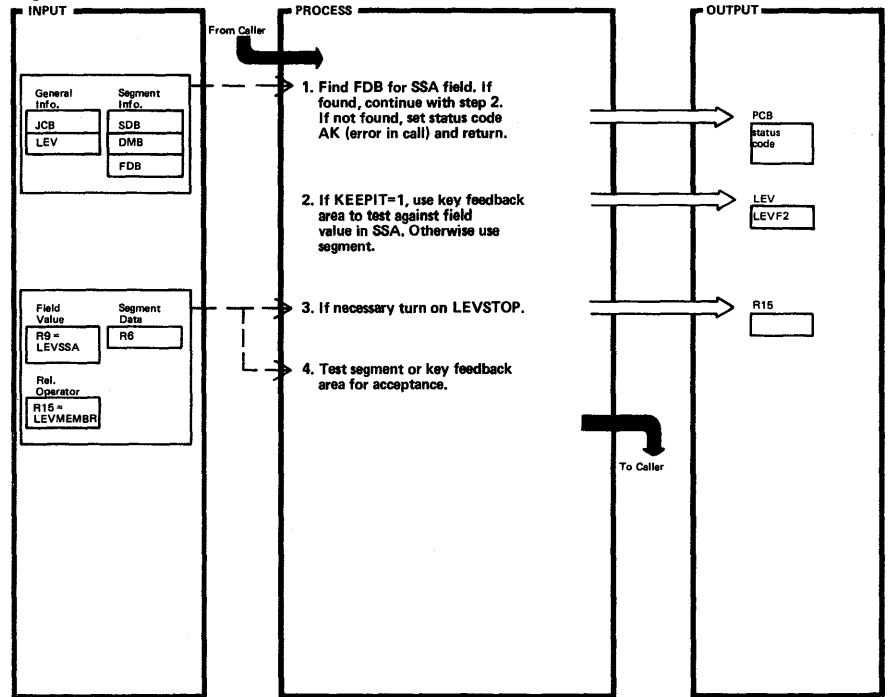 INPUT
PROCESS
OUTPUT
From Caller
General
Info.
JCB
LEV
Segment
Info.
SDB
DMB
FDB
1. Find FDB for SSA field. If
found, continue with step 2.
If not found, set status code
AK (error in call) and return.
PCB
status
code
2. If KEEPIT=1, use key feedback
area to test against field
value in SSA. Otherwise use
segment.
LEV
LEVF2
Field
Value
R9 =
LEVSSA
Segment
Data
R6
Rel.
Operator
R15 =
LEVMEMBR
3. If necessary turn on LEVSTOP.
R15
4. Test segment or key feedback
area for acceptance.
To Caller